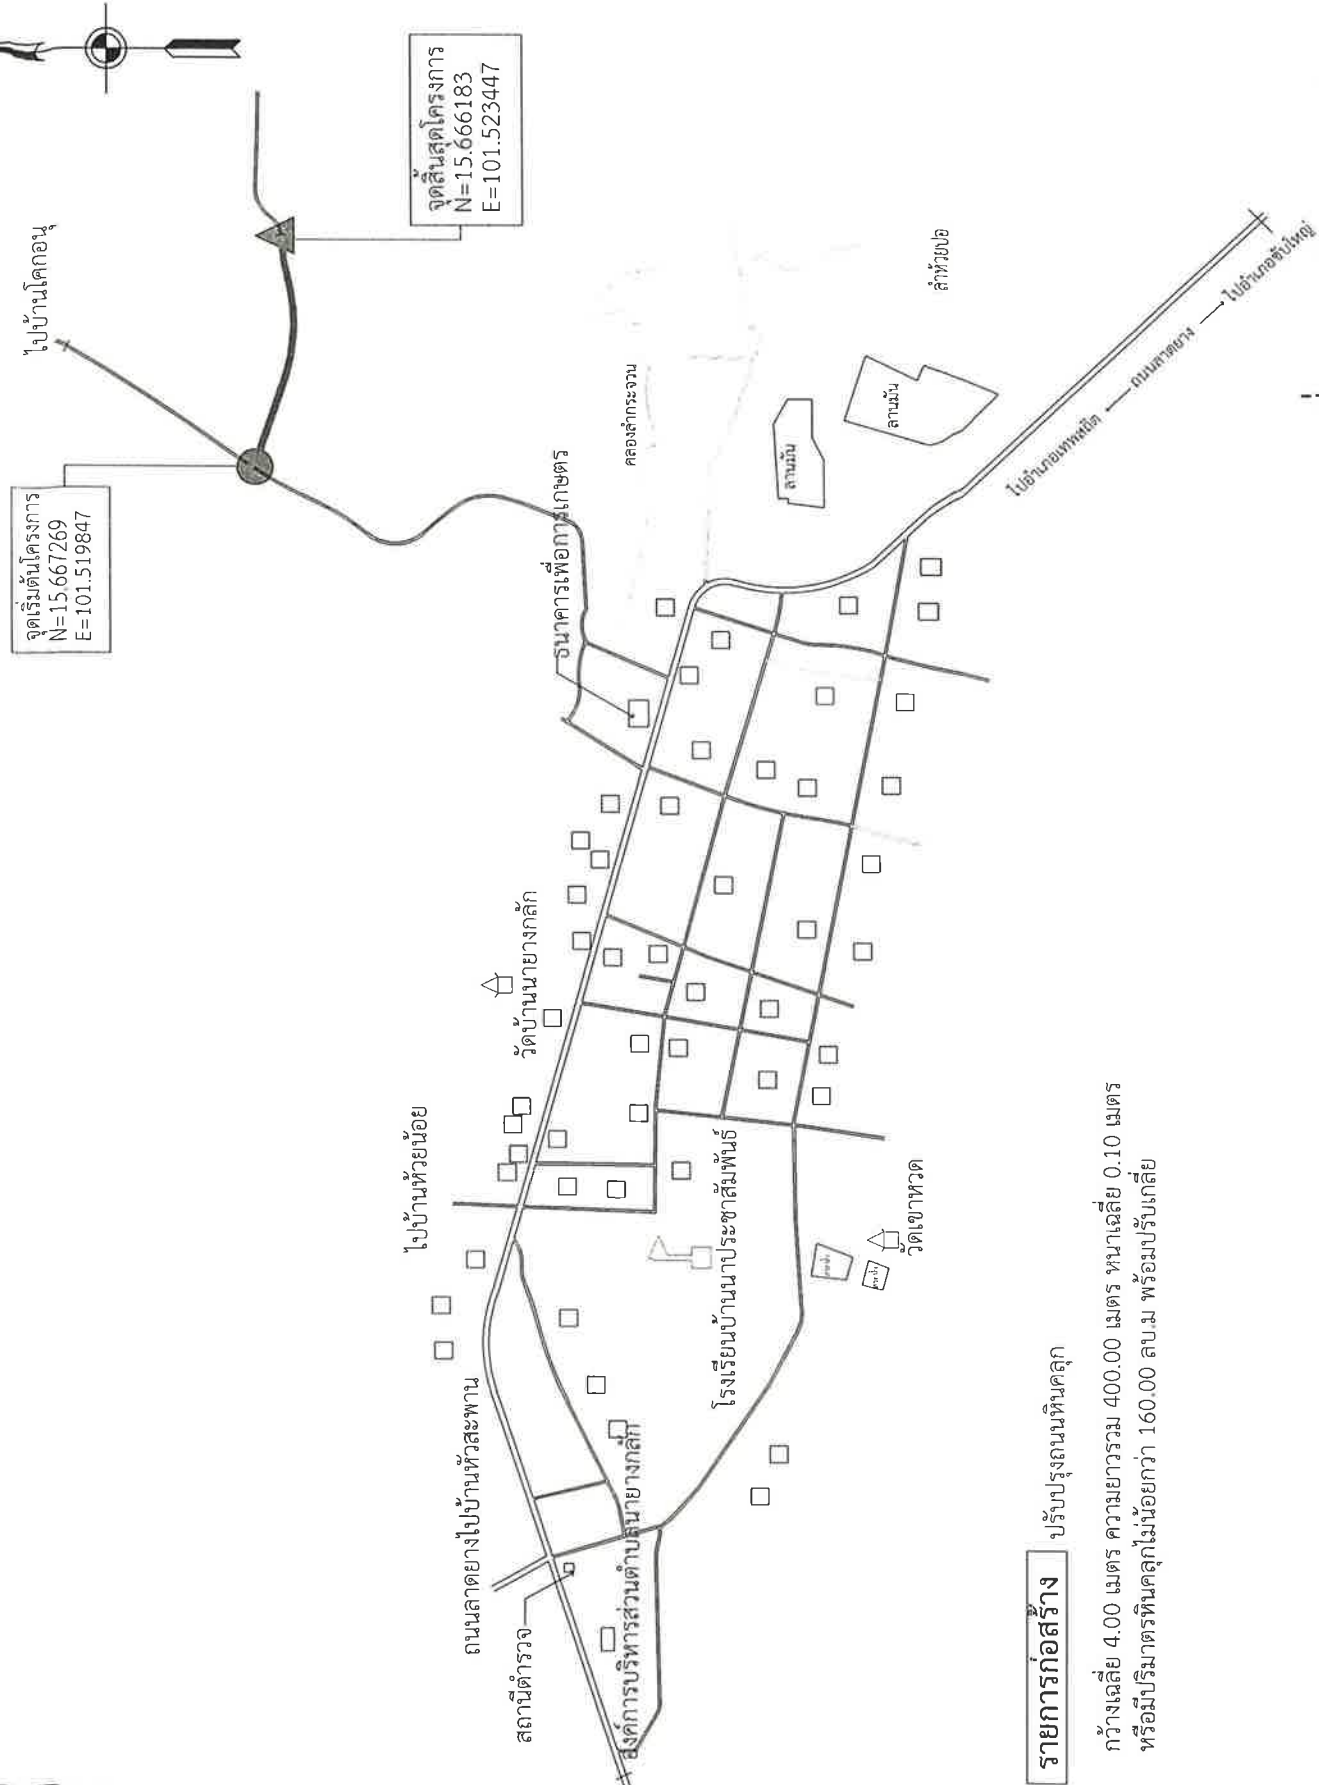 ไปบ้านโคกอนุ
จุดเริ่มต้นโครงการ
N=15.667269
E=101.519847
จุดสิ้นสุดโครงการ
N=15.666183
E=101.523447
ธนาคารเพื่อการเกษตร
คลองลำกระจวน
ลำห้วยปอ
ลานมัน
ลานมัน
ไปอำเภอเทพสถิต
ถนนลาดยาง
ไปอำเภอซับใหญ่
วัดบ้านนายางกลัก
ไปบ้านห้วยน้อย
ถนนลาดยางไปบ้านหัวสะพาน
สถานีตำรวจ
องค์การบริหารส่วนตำบลนายางกลัก
โรงเรียนบ้านนาประชาสัมพันธ์
วัดเขาหวด
รายการก่อสร้าง ปรับปรุงถนนหินคลุก
กว้างเฉลี่ย 4.00 เมตร ความยาวรวม 400.00 เมตร หนาเฉลี่ย 0.10 เมตร
หรือมีปริมาตรหินคลุกไม่น้อยกว่า 160.00 ลบ.ม พร้อมปรับเกลี่ย